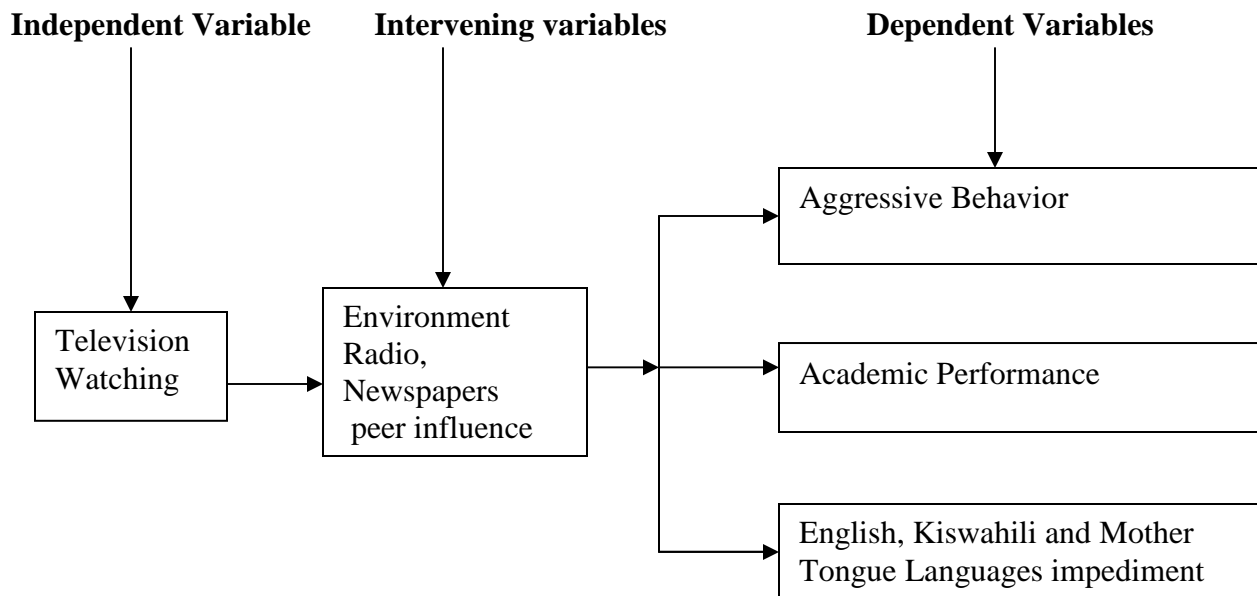 Independent Variable
Intervening variables
Dependent Variables
Television
Watching
Environment
Radio,
Newspapers
peer influence
Aggressive Behavior
Academic Performance
English, Kiswahili and Mother
Tongue Languages impediment